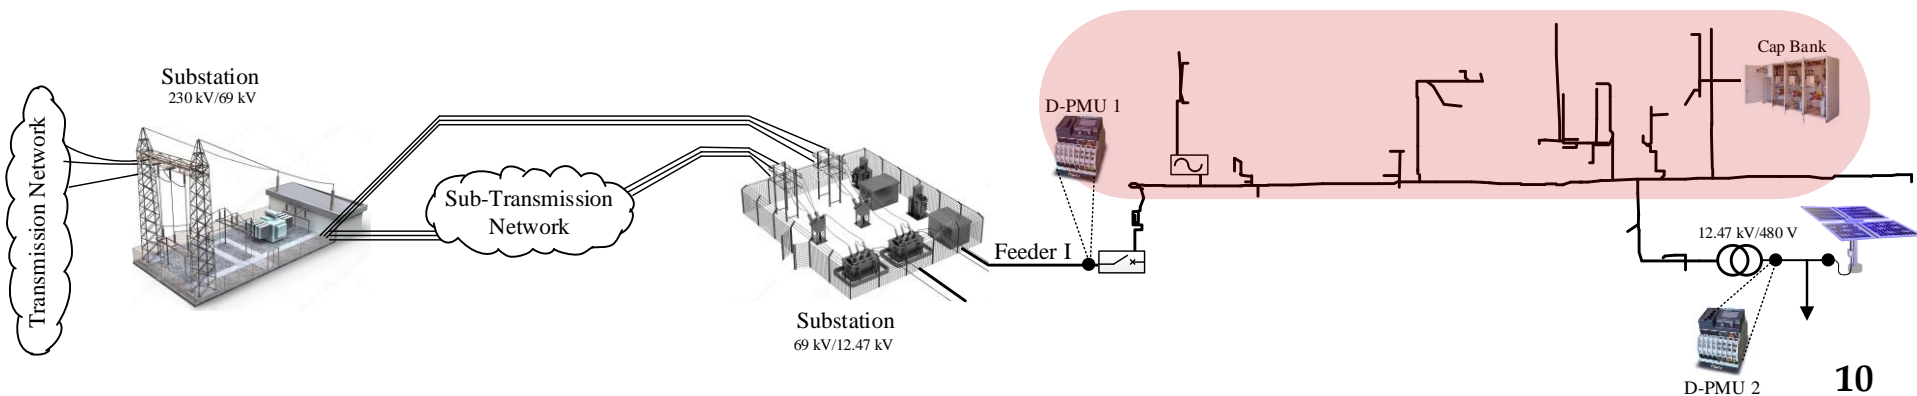 Substation
230 kV/69 kV
Transmission Network
Sub-Transmission
Network
Substation
69 kV/12.47 kV
Feeder I
D-PMU 1
Cap Bank
12.47 kV/480 V
D-PMU 2
10